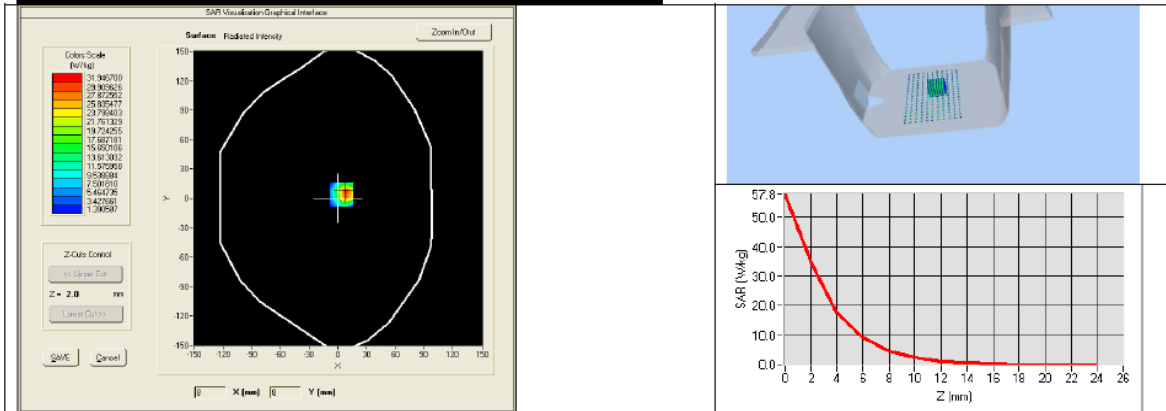 SAR Visualization Graphical Interface
Surface Radiated Intensity
Zoom In/Out
Colors Scale
(W/kg)
31.946700
29.909626
27.872552
25.835477
23.798403
21.761329
19.724255
17.687181
15.650106
13.613032
11.575958
9.538884
7.501810
5.464735
3.427661
1.390587
Z-Cuts Control
<< Upper Cut
Z = 2.0 mm
Lower Cut >>
SAVE Cancel
150-
120-
90-
60-
30-
0-
-30-
-60-
-90-
-120-
-150-
Y
-150 -120 -90 -60 -30 0 30 60 90 120 150
X
8 X (mm) Y (mm)
57.8-
50.0-
40.0-
30.0-
20.0-
10.0-
0.0-
SAR (W/kg)
0 2 4 6 8 10 12 14 16 18 20 22 24 26
Z (mm)